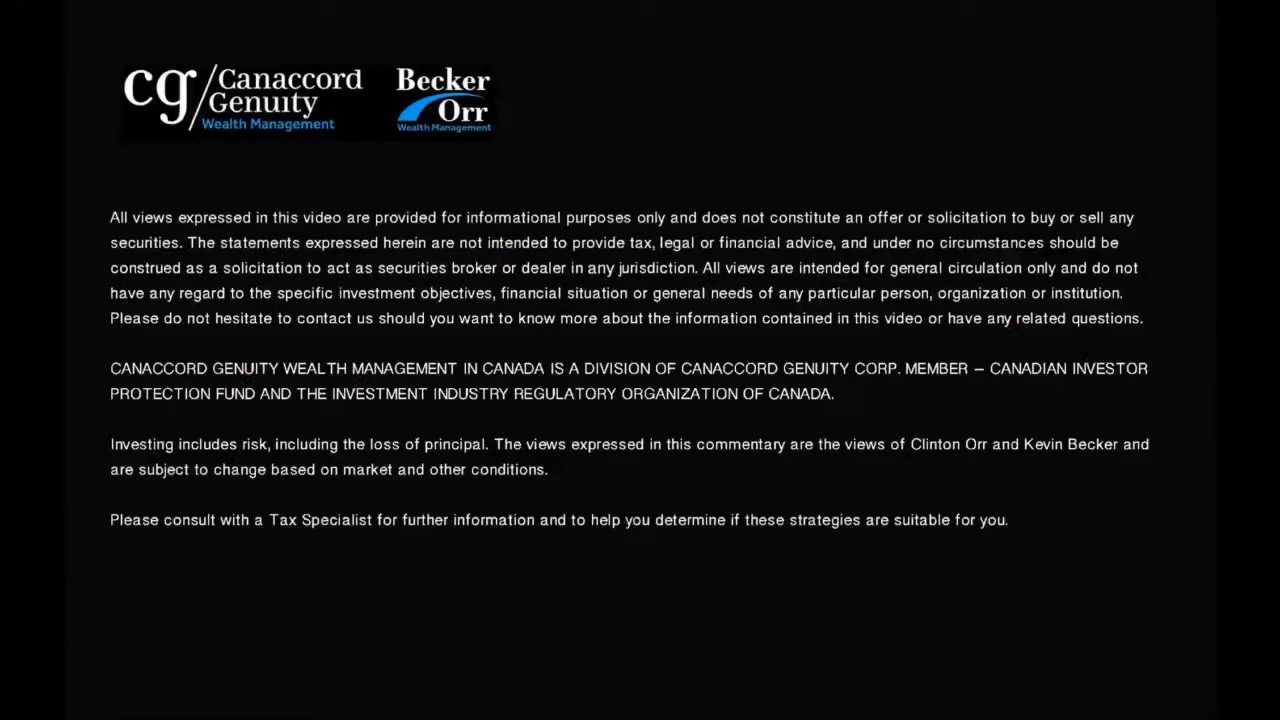 cg/Canaccord
Genuity
Wealth Management
Becker
Orr
Wealth Management
All views expressed in this video are provided for informational purposes only and does not constitute an offer or solicitation to buy or sell any
securities. The statements expressed herein are not intended to provide tax, legal or financial advice, and under no circumstances should be
construed as a solicitation to act as securities broker or dealer in any jurisdiction. All views are intended for general circulation only and do not
have any regard to the specific investment objectives, financial situation or general needs of any particular person, organization or institution.
Please do not hesitate to contact us should you want to know more about the information contained in this video or have any related questions.
CANACCORD GENUITY WEALTH MANAGEMENT IN CANADA IS A DIVISION OF CANACCORD GENUITY CORP. MEMBER – CANADIAN INVESTOR
PROTECTION FUND AND THE INVESTMENT INDUSTRY REGULATORY ORGANIZATION OF CANADA.
Investing includes risk, including the loss of principal. The views expressed in this commentary are the views of Clinton Orr and Kevin Becker and
are subject to change based on market and other conditions.
Please consult with a Tax Specialist for further information and to help you determine if these strategies are suitable for you.